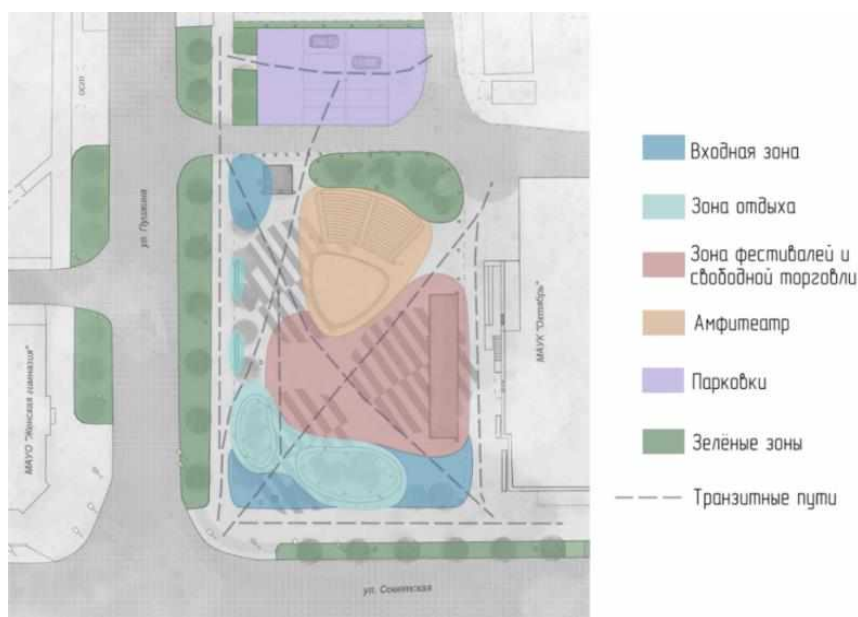 ул. Пушкина
МАУО "Женская гимназия"
МАУК "Октябрь"
ул. Советская
Входная зона
Зона отдыха
Зона фестивалей и
свободной торговли
Амфитеатр
Парковки
Зелёные зоны
Транзитные пути